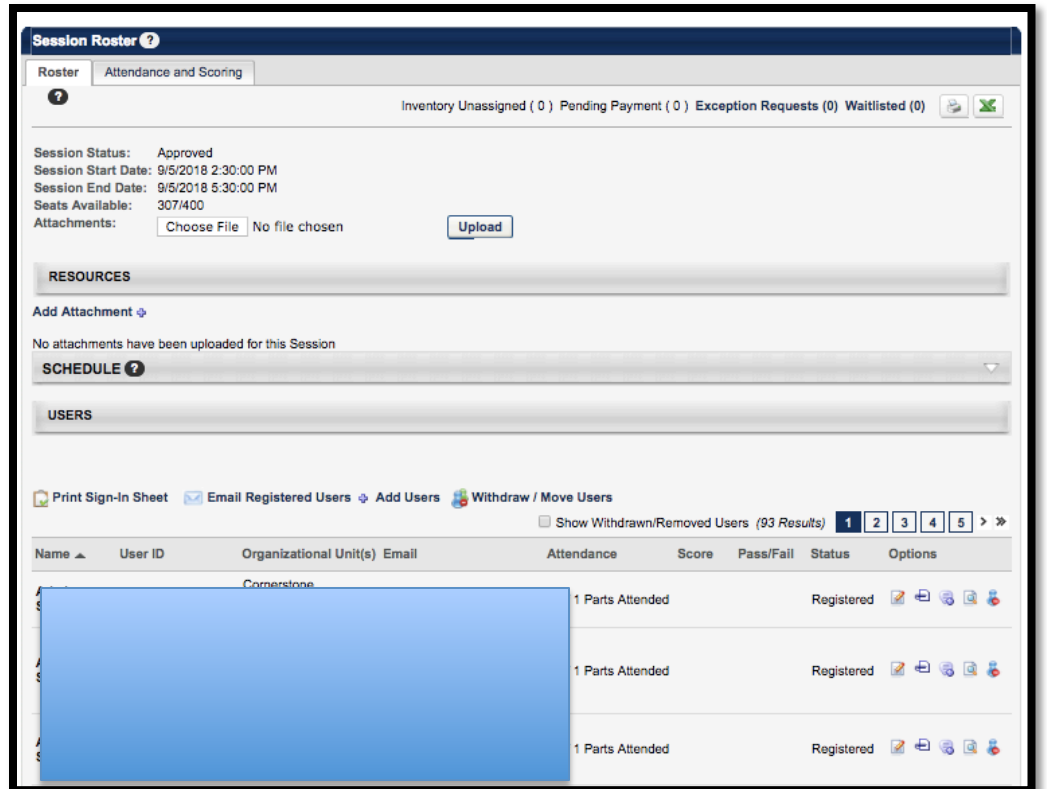 Session Roster ?
Roster Attendance and Scoring
?
Inventory Unassigned ( 0 ) Pending Payment ( 0 ) Exception Requests (0) Waitlisted (0)
Session Status: Approved
Session Start Date: 9/5/2018 2:30:00 PM
Session End Date: 9/5/2018 5:30:00 PM
Seats Available: 307/400
Attachments: Choose File No file chosen Upload
RESOURCES
Add Attachment
No attachments have been uploaded for this Session
SCHEDULE ?
USERS
Print Sign-In Sheet Email Registered Users Add Users Withdraw / Move Users
Show Withdrawn/Removed Users (93 Results) 1 2 3 4 5 > »
Name User ID Organizational Unit(s) Email Attendance Score Pass/Fail Status Options
Cornerstone
1 Parts Attended Registered
1 Parts Attended Registered
1 Parts Attended Registered